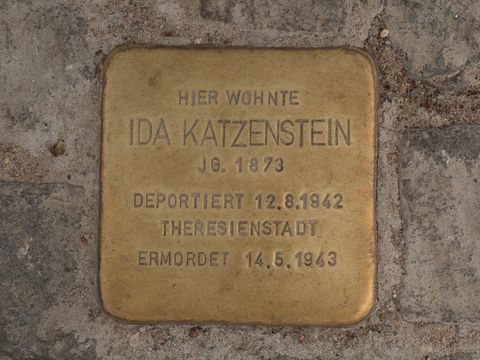 HIER WOHNTE
IDA KATZENSTEIN
JG. 1873
DEPORTIERT 12.8.1942
THERESIENSTADT
ERMORDET 14.5.1943